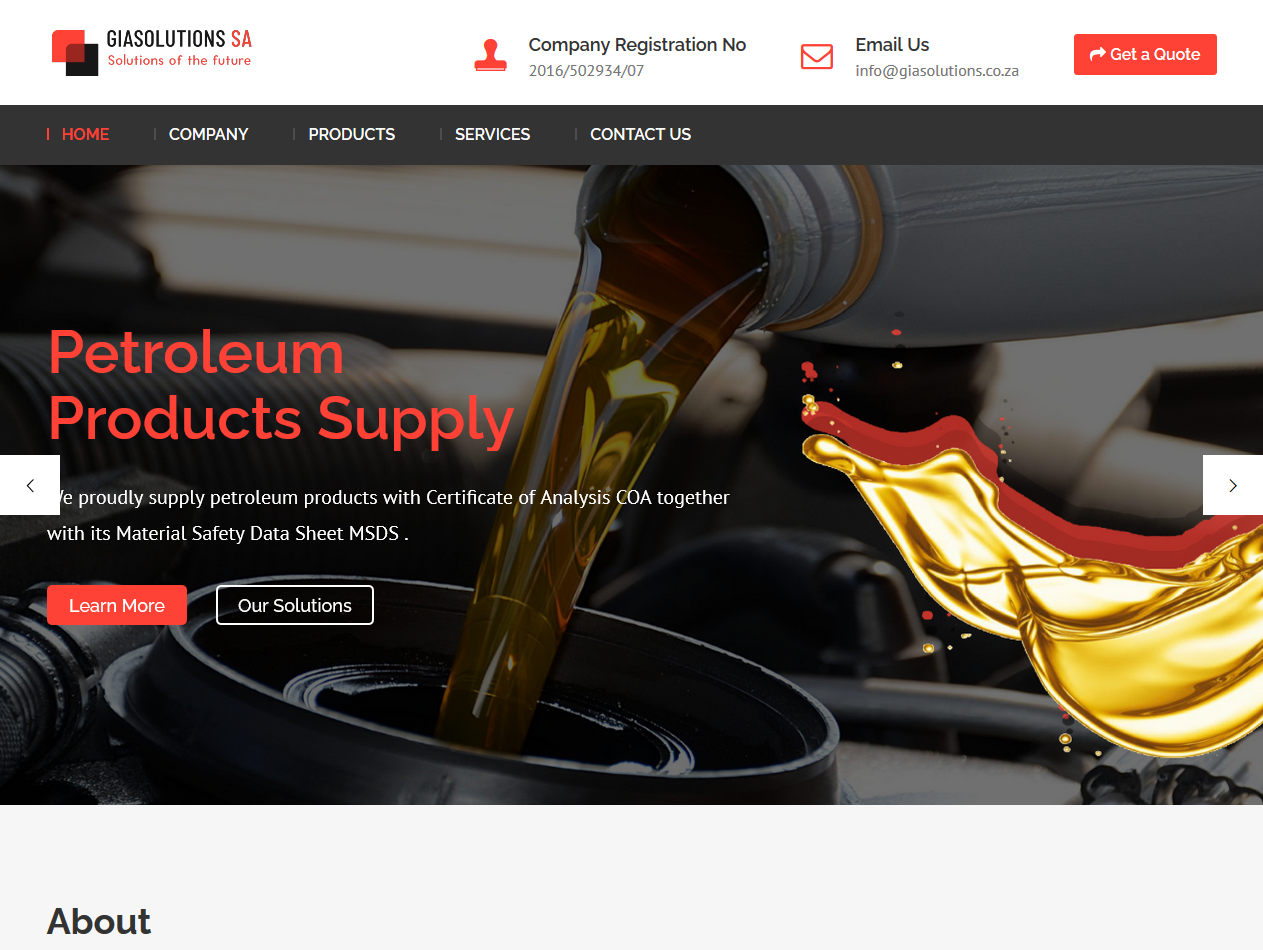 GIASOLUTIONS SA
Solutions of the future
Company Registration No
2016/502934/07
Email Us
info@giasolutions.co.za
Get a Quote
HOME
COMPANY
PRODUCTS
SERVICES
CONTACT US
Petroleum
Products Supply
We proudly supply petroleum products with Certificate of Analysis COA together
with its Material Safety Data Sheet MSDS .
Learn More
Our Solutions
About